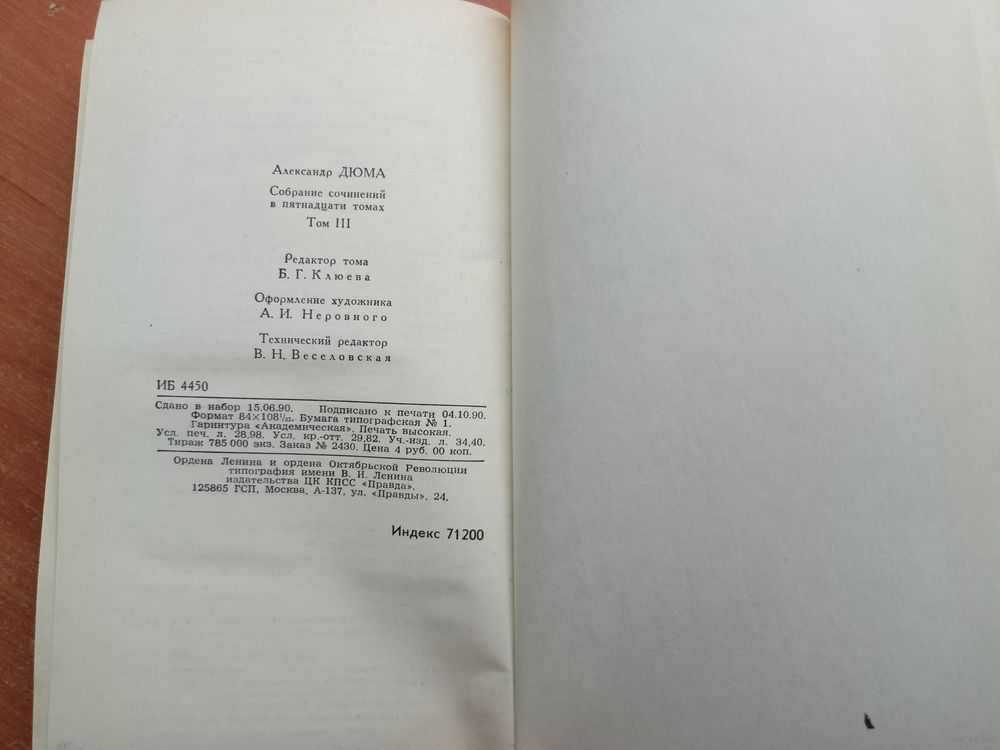 Александр ДЮМА
Собрание сочинений
в пятнадцати томах
Том III
Редактор тома
Б. Г. Клюева
Оформление художника
А. И. Неровного
Технический редактор
В. Н. Веселовская
ИБ 4450
Сдано в набор 15.06.90. Подписано к печати 04.10.90.
Формат 84×108¹/₃₂. Бумага типографская № 1.
Гарнитура «Академическая». Печать высокая.
Усл. печ. л. 28,98. Усл. кр.-отт. 29,82. Уч.-изд. л. 34,40.
Тираж 785 000 экз. Заказ № 2430. Цена 4 руб. 00 коп.
Ордена Ленина и ордена Октябрьской Революции
типография имени В. И. Ленина
издательства ЦК КПСС «Правда».
125865 ГСП, Москва, А-137, ул. «Правды», 24.
Индекс 71200